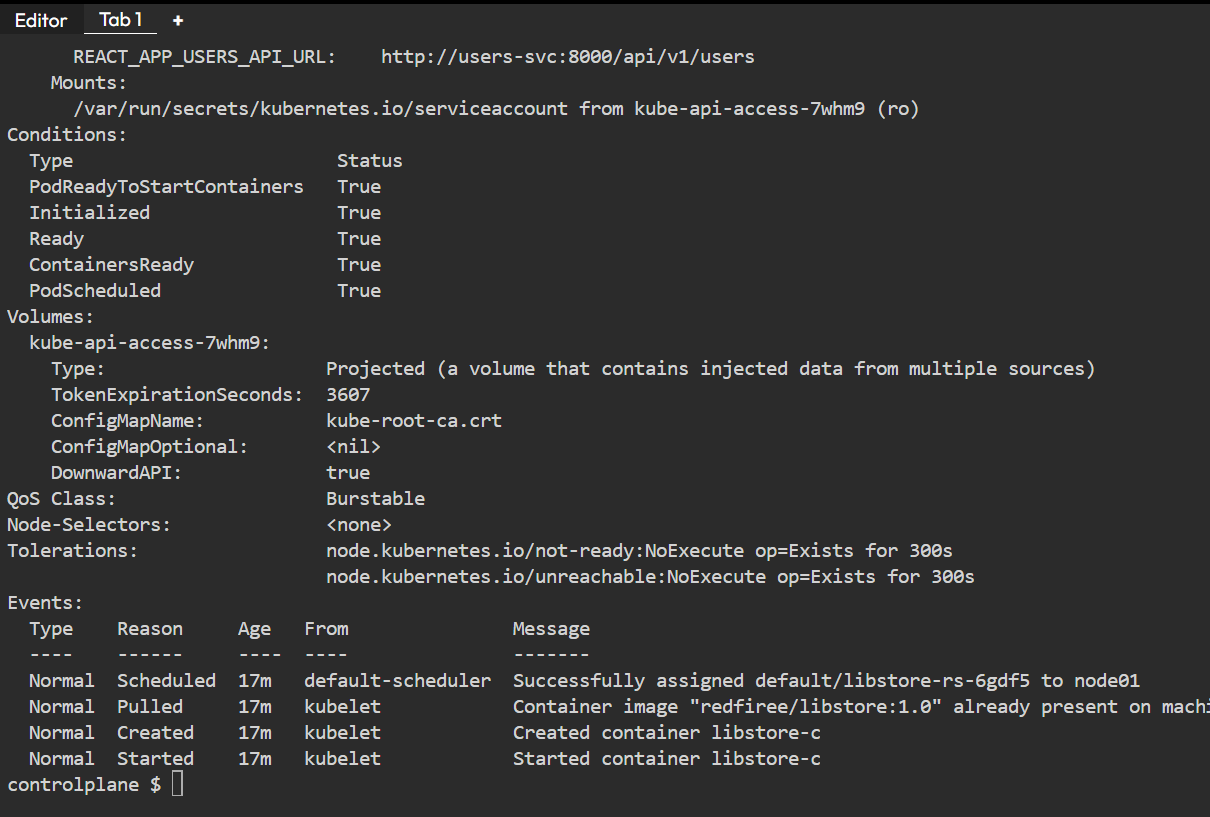 Editor Tab 1 +
REACT_APP_USERS_API_URL: http://users-svc:8000/api/v1/users
Mounts:
/var/run/secrets/kubernetes.io/serviceaccount from kube-api-access-7whm9 (ro)
Conditions:
Type Status
PodReadyToStartContainers True
Initialized True
Ready True
ContainersReady True
PodScheduled True
Volumes:
kube-api-access-7whm9:
Type: Projected (a volume that contains injected data from multiple sources)
TokenExpirationSeconds: 3607
ConfigMapName: kube-root-ca.crt
ConfigMapOptional: <nil>
DownwardAPI: true
QoS Class: Burstable
Node-Selectors: <none>
Tolerations: node.kubernetes.io/not-ready:NoExecute op=Exists for 300s
node.kubernetes.io/unreachable:NoExecute op=Exists for 300s
Events:
Type Reason Age From Message
---- ------ ---- ---- -------
Normal Scheduled 17m default-scheduler Successfully assigned default/libstore-rs-6gdf5 to node01
Normal Pulled 17m kubelet Container image "redfiree/libstore:1.0" already present on machi
Normal Created 17m kubelet Created container libstore-c
Normal Started 17m kubelet Started container libstore-c
controlplane $